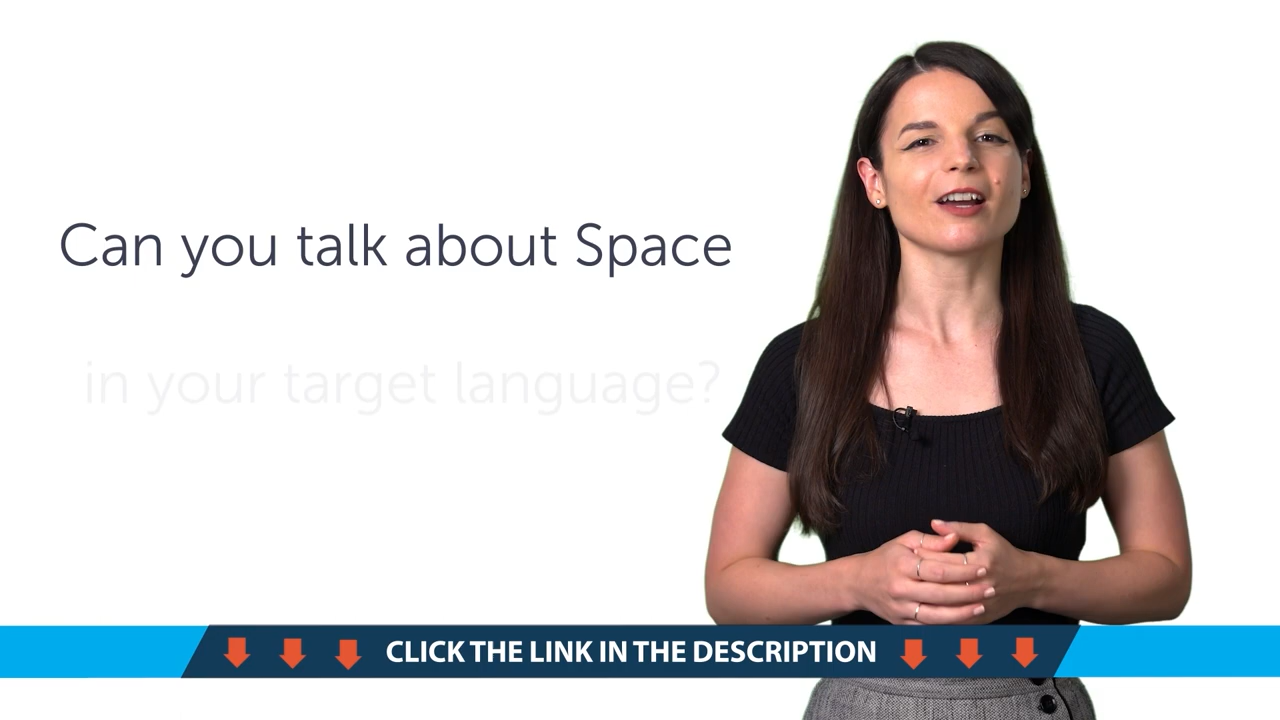 Can you talk about Space
in your target language?
CLICK THE LINK IN THE DESCRIPTION